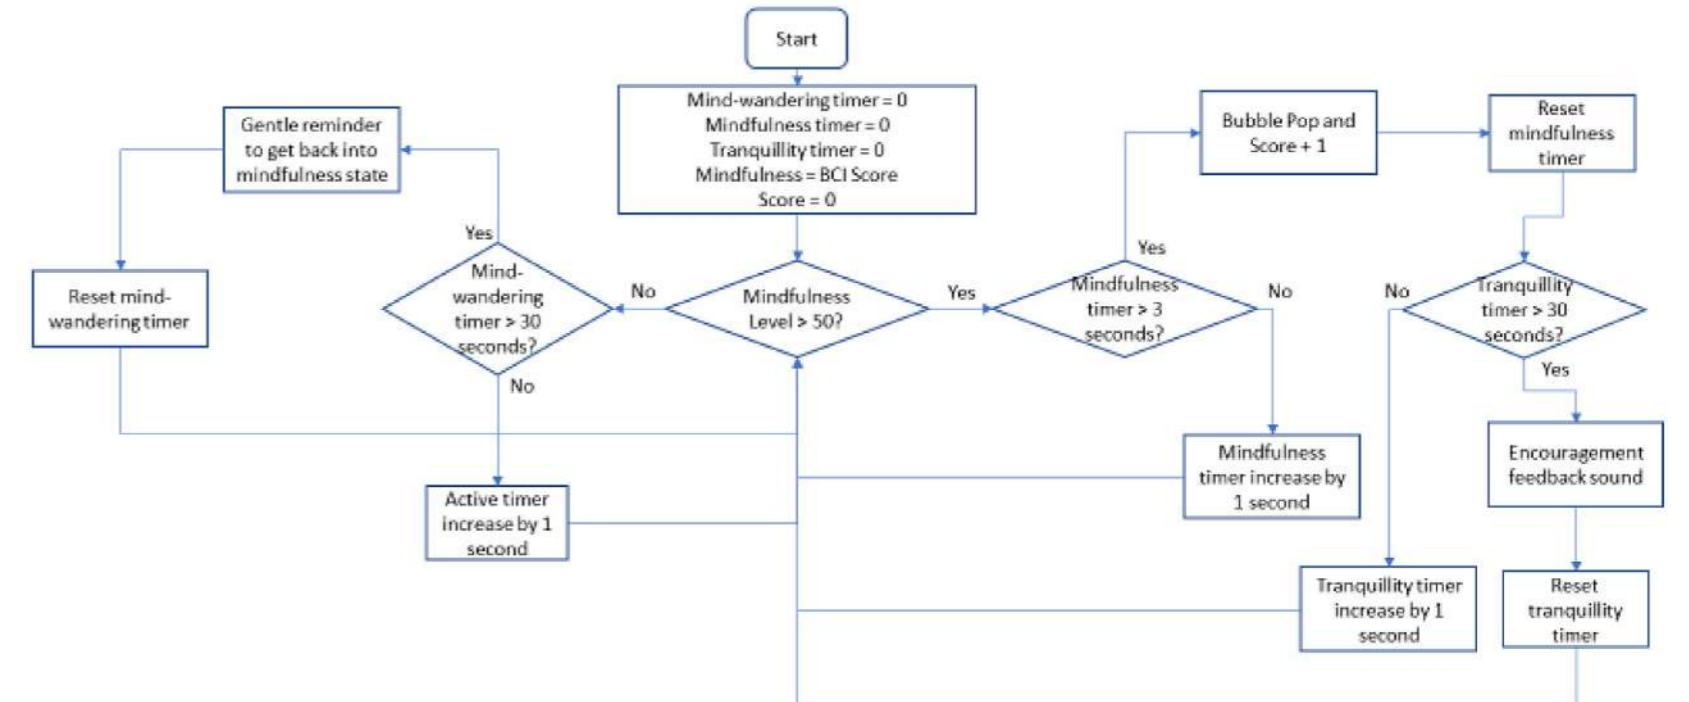 Start
Mind-wandering timer = 0
Mindfulness timer = 0
Tranquillity timer = 0
Mindfulness = BCI Score
Score = 0
Gentle reminder
to get back into
mindfulness state
Bubble Pop and
Score + 1
Reset
mindfulness
timer
Yes
Mind-
wandering
timer > 30
seconds?
No
No
Mindfulness
Level > 50?
Yes
Yes
Mindfulness
timer > 3
seconds?
No
No
Tranquillity
timer > 30
seconds?
Yes
Reset mind-
wandering timer
Active timer
increase by 1
second
Mindfulness
timer increase by
1 second
Encouragement
feedback sound
Tranquillity timer
increase by 1
second
Reset
tranquillity
timer